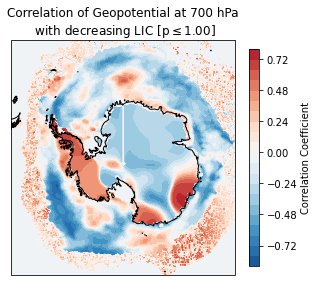 Correlation of Geopotential at 700 hPa
with decreasing LIC [p ≤ 1.00]
0.72
0.48
0.24
0.00
−0.24
−0.48
−0.72
Correlation Coefficient